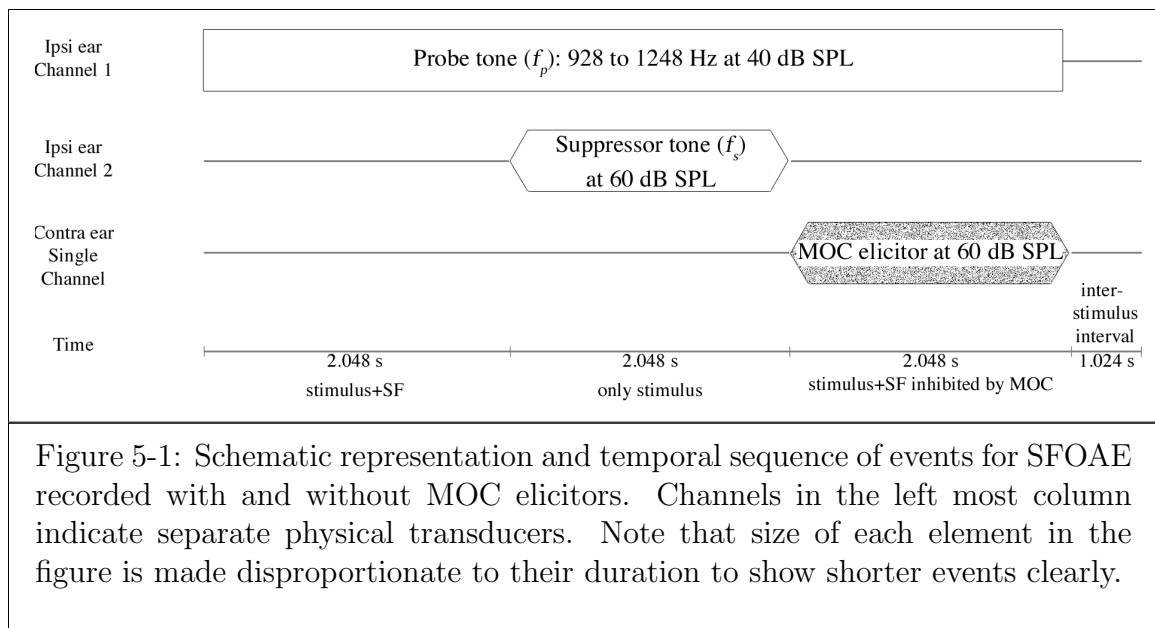 Ipsi ear
Channel 1
Probe tone (fp): 928 to 1248 Hz at 40 dB SPL
Ipsi ear
Channel 2
Suppressor tone (fs)
at 60 dB SPL
Contra ear
Single
Channel
MOC elicitor at 60 dB SPL
inter-
stimulus
interval
Time
2.048 s
2.048 s
2.048 s
1.024 s
stimulus+SF
only stimulus
stimulus+SF inhibited by MOC
Figure 5-1: Schematic representation and temporal sequence of events for SFOAE
recorded with and without MOC elicitors. Channels in the left most column
indicate separate physical transducers. Note that size of each element in the
figure is made disproportionate to their duration to show shorter events clearly.